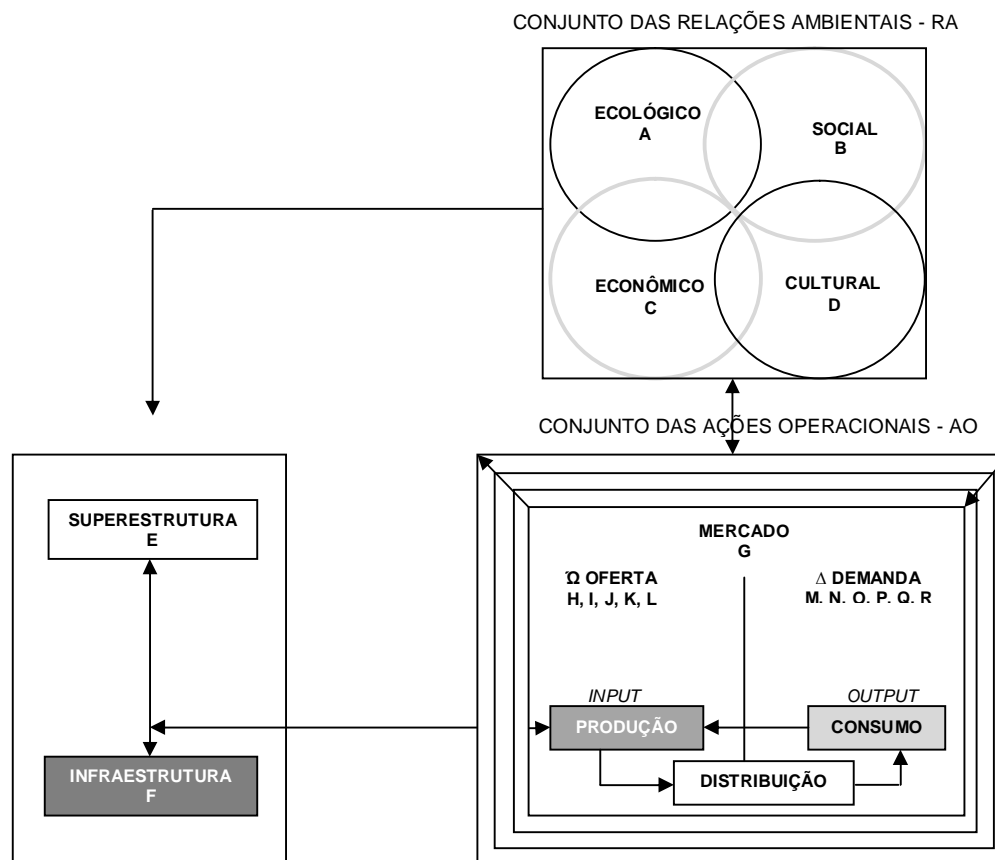 CONJUNTO DAS RELAÇÕES AMBIENTAIS - RA
ECOLÓGICO
A
SOCIAL
B
ECONÔMICO
C
CULTURAL
D
CONJUNTO DAS AÇÕES OPERACIONAIS - AO
SUPERESTRUTURA
E
INFRAESTRUTURA
F
MERCADO
G
Ώ OFERTA
H, I, J, K, L
Δ DEMANDA
M, N, O, P, Q, R
INPUT
PRODUÇÃO
OUTPUT
CONSUMO
DISTRIBUIÇÃO